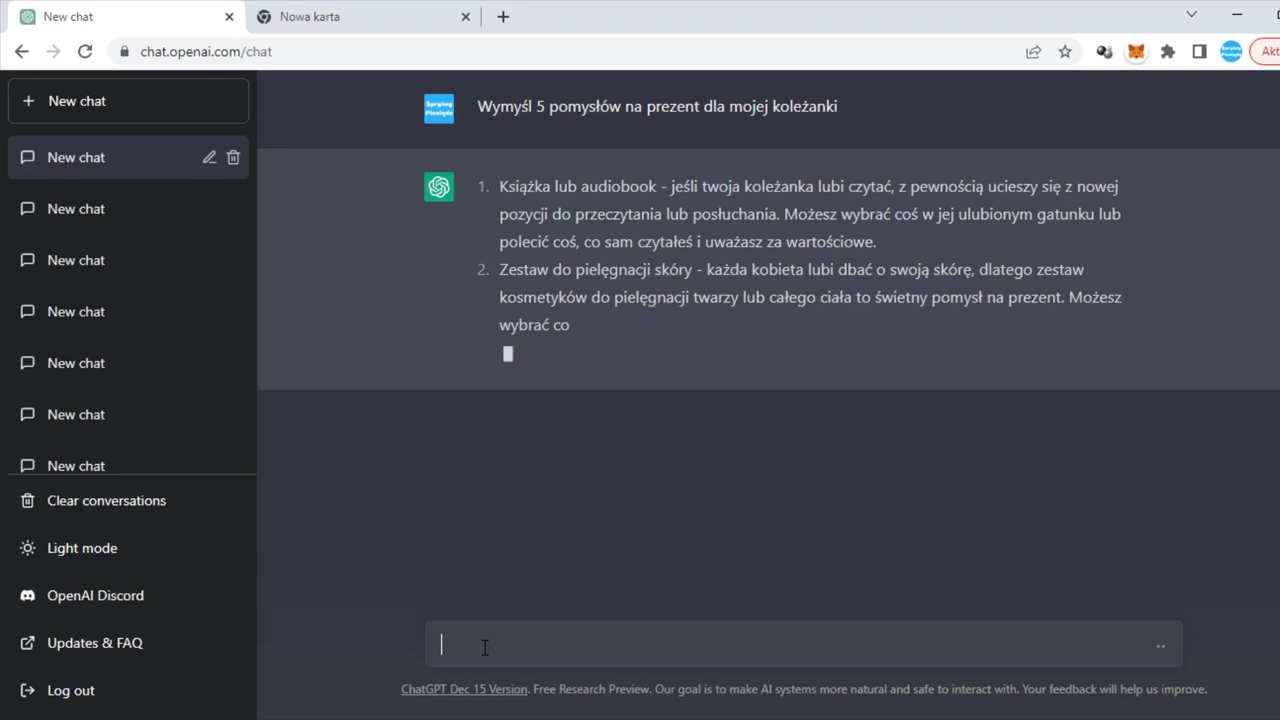 New chat
Nowa karta
chat.openai.com/chat
Akt
New chat
New chat
New chat
New chat
New chat
New chat
New chat
New chat
Clear conversations
Light mode
OpenAI Discord
Updates & FAQ
Log out
Sprytny
Pieniądz
Wymyśl 5 pomysłów na prezent dla mojej koleżanki
1. Książka lub audiobook - jeśli twoja koleżanka lubi czytać, z pewnością ucieszy się z nowej
pozycji do przeczytania lub posłuchania. Możesz wybrać coś w jej ulubionym gatunku lub
polecić coś, co sam czytałeś i uważasz za wartościowe.
2. Zestaw do pielęgnacji skóry - każda kobieta lubi dbać o swoją skórę, dlatego zestaw
kosmetyków do pielęgnacji twarzy lub całego ciała to świetny pomysł na prezent. Możesz
wybrać co
ChatGPT Dec 15 Version. Free Research Preview. Our goal is to make AI systems more natural and safe to interact with. Your feedback will help us improve.